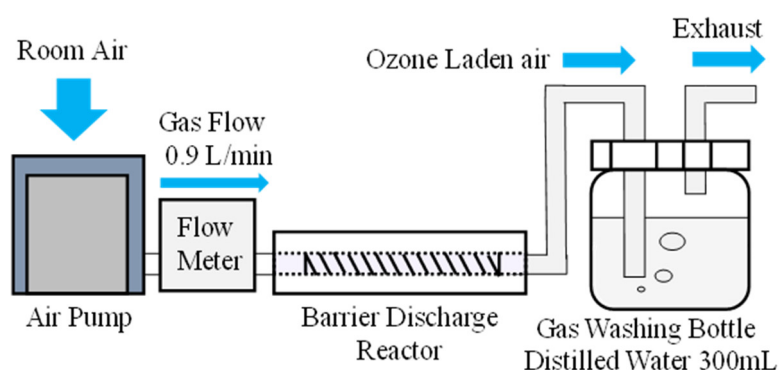 Room Air
Gas Flow
0.9 L/min
Flow
Meter
Air Pump
Barrier Discharge
Reactor
Ozone Laden air
Exhaust
Gas Washing Bottle
Distilled Water 300mL